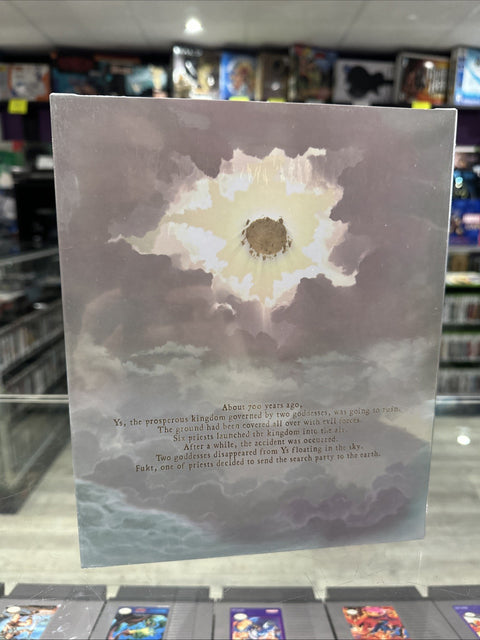 About 700 years ago,
Ys, the prosperous kingdom governed by two goddesses, was going to ruin.
The ground had been covered all over with evil forces.
Six priests launched the kingdom into the air.
After a while, the accident was occurred.
Two goddesses disappeared from Ys floating in the sky.
Fukt, one of priests decided to send the search party to the earth.